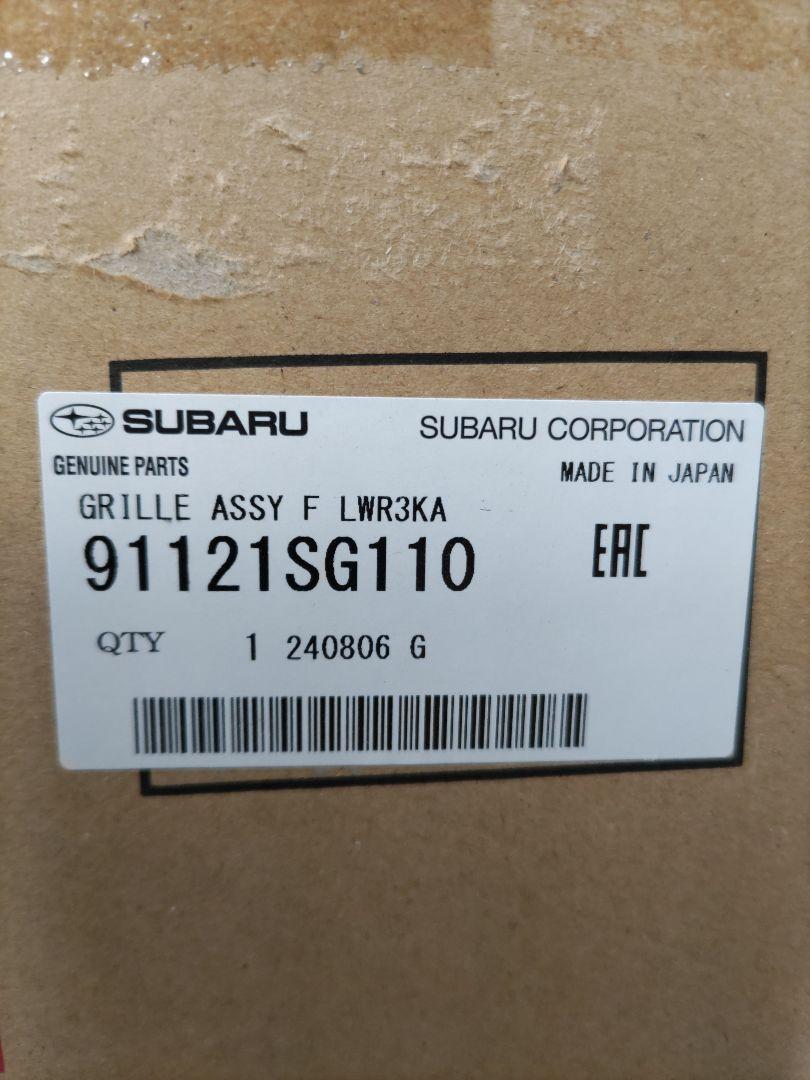 SUBARU
SUBARU CORPORATION
GENUINE PARTS
MADE IN JAPAN
GRILLE ASSY F LWR3KA
91121SG110
EAC
QTY 1 240806 G